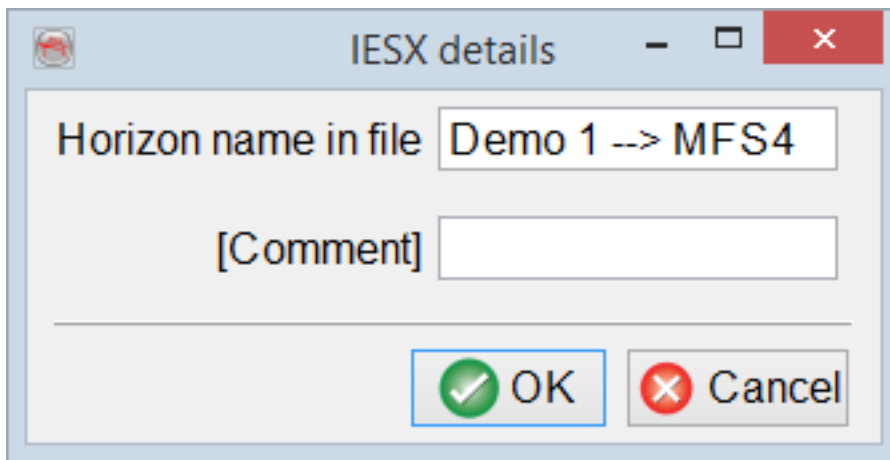 IESX details
Horizon name in file Demo 1 --> MFS4
[Comment]
OK Cancel